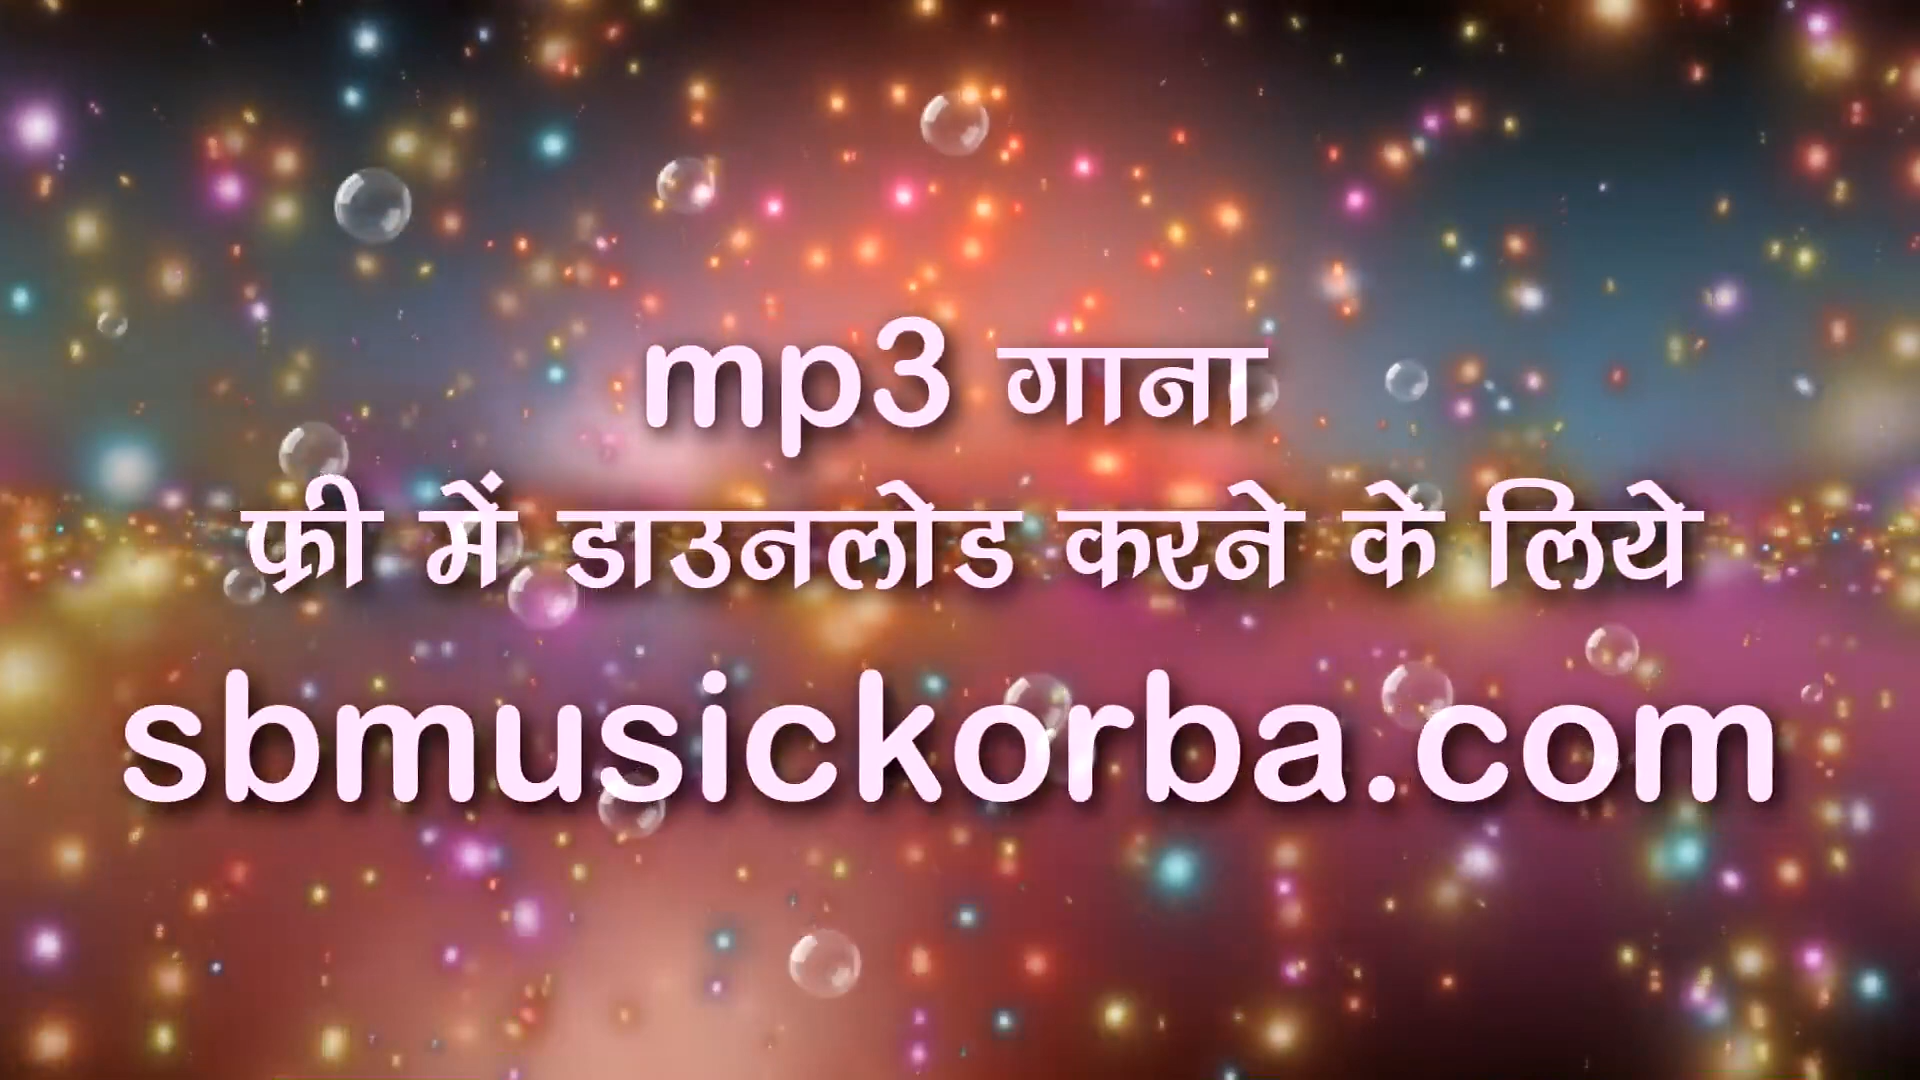 mp3 गाना
फ्री में डाउनलोड करने के लिये
sbmusickorba.com